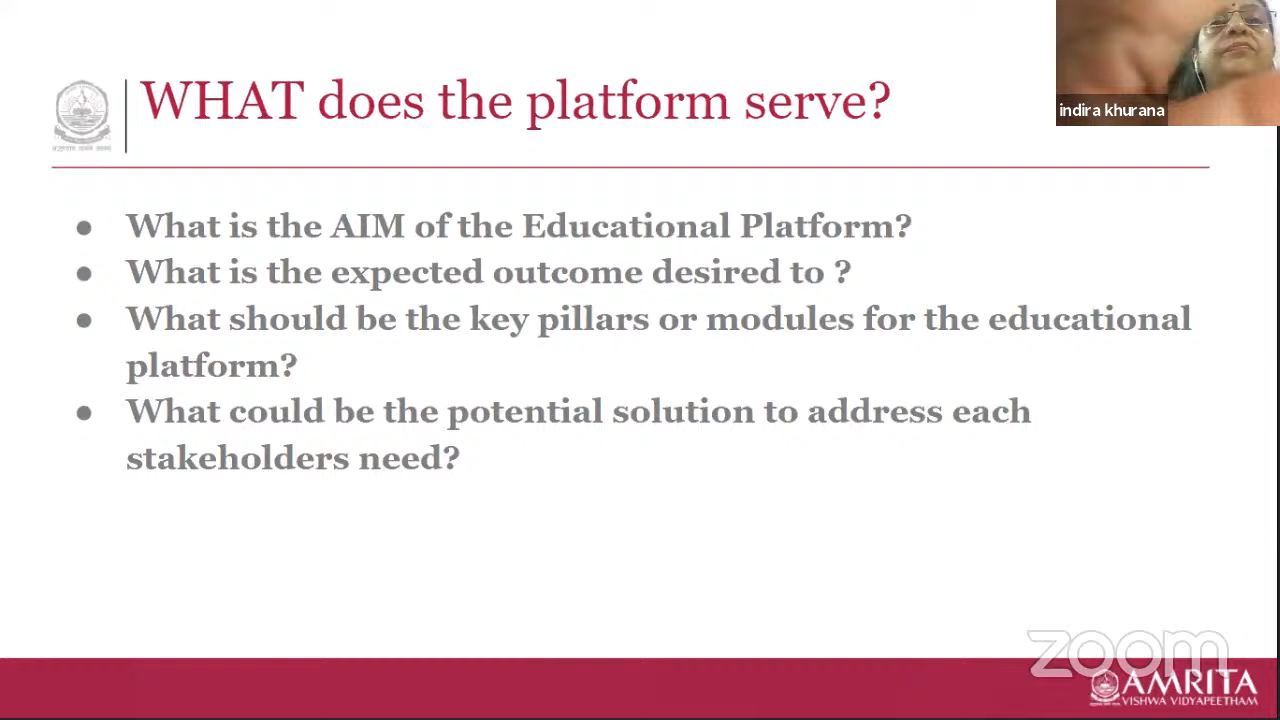 WHAT does the platform serve?
indira khurana
● What is the AIM of the Educational Platform?
● What is the expected outcome desired to ?
● What should be the key pillars or modules for the educational
platform?
● What could be the potential solution to address each
stakeholders need?
zoom
AMRITA
VISHWA VIDYAPEETHAM